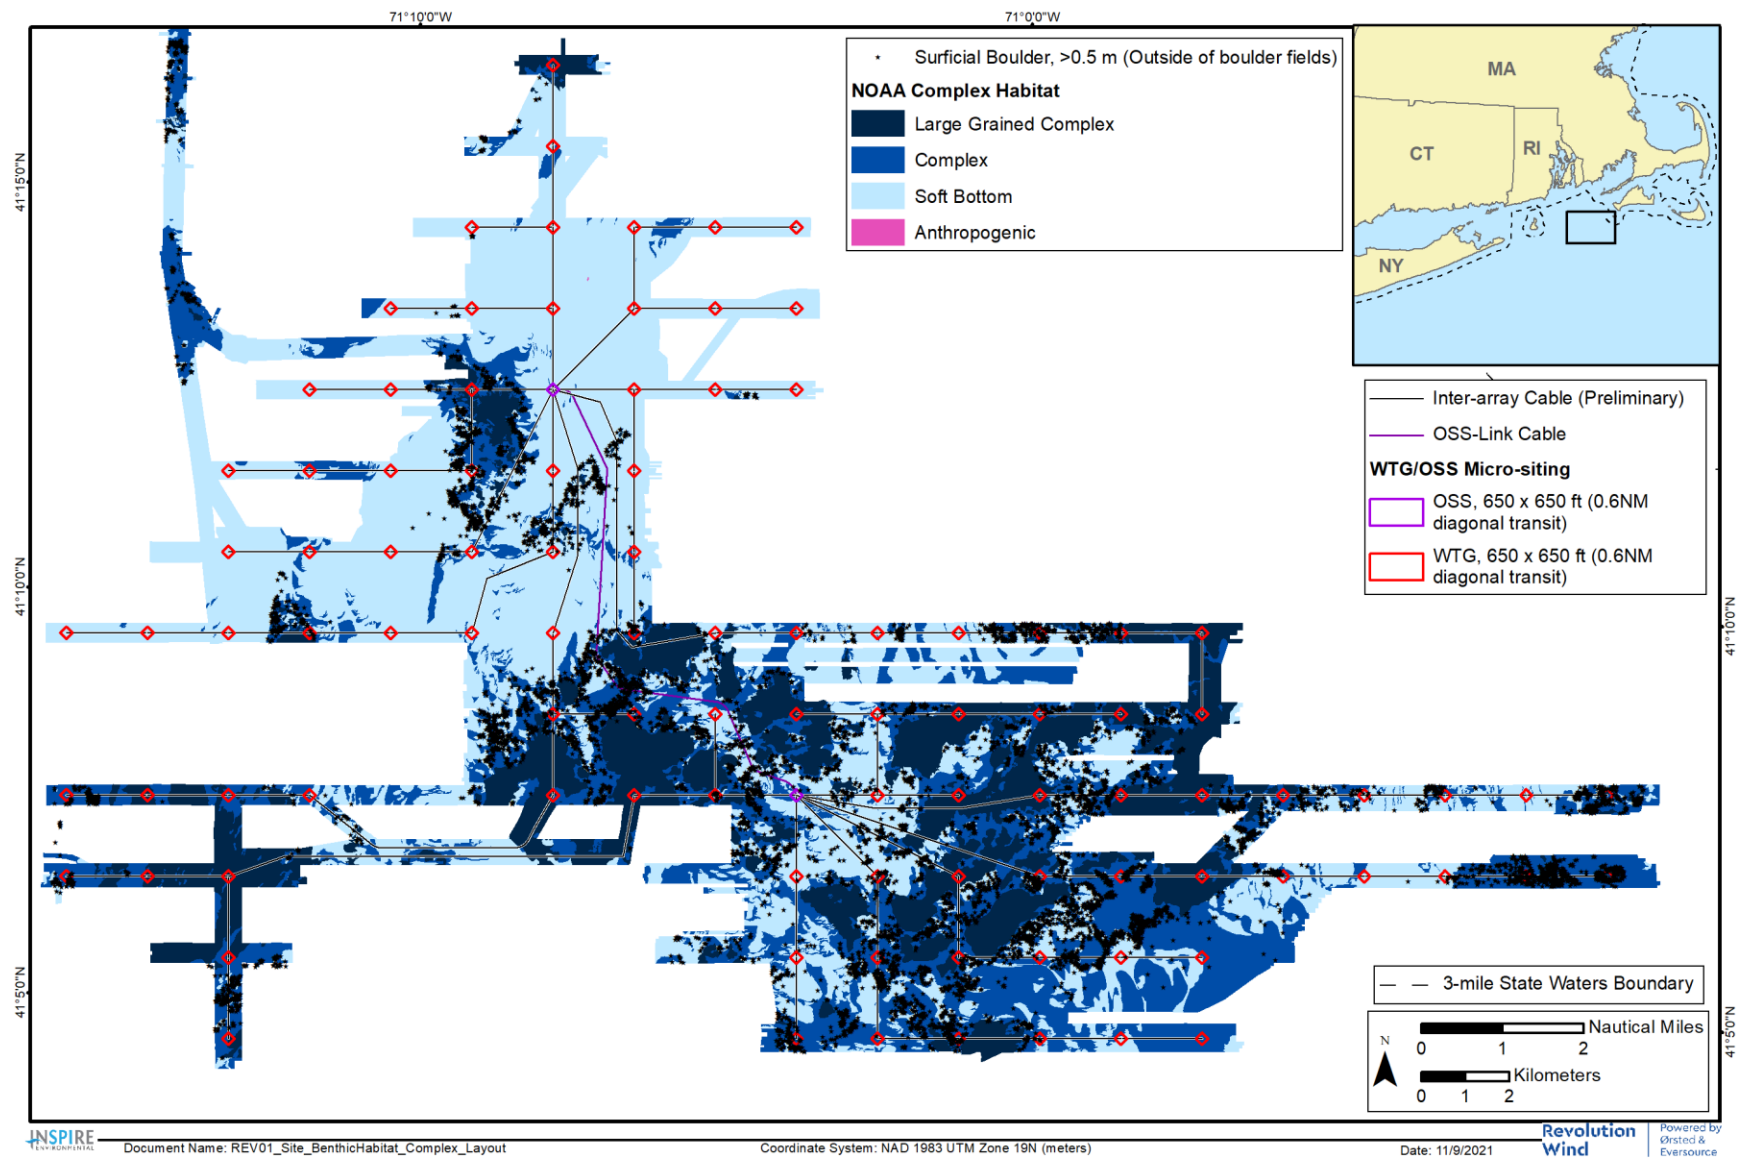 71°10'0"W
71°0'0"W
Surficial Boulder, >0.5 m (Outside of boulder fields)
NOAA Complex Habitat
Large Grained Complex
Complex
Soft Bottom
Anthropogenic
MA
CT
RI
NY
41°15'0"N
Inter-array Cable (Preliminary)
OSS-Link Cable
WTG/OSS Micro-siting
OSS, 650 x 650 ft (0.6NM
diagonal transit)
WTG, 650 x 650 ft (0.6NM
diagonal transit)
41°10'0"N
41°10'0"N
41°5'0"N
41°5'0"N
3-mile State Waters Boundary
N
Nautical Miles
0 1 2
Kilometers
0 1 2
INSPIRE
ENVIRONMENTAL
Document Name: REV01_Site_BenthicHabitat_Complex_Layout
Coordinate System: NAD 1983 UTM Zone 19N (meters)
Date: 11/9/2021
Revolution
Wind
Powered by
Ørsted &
Eversource